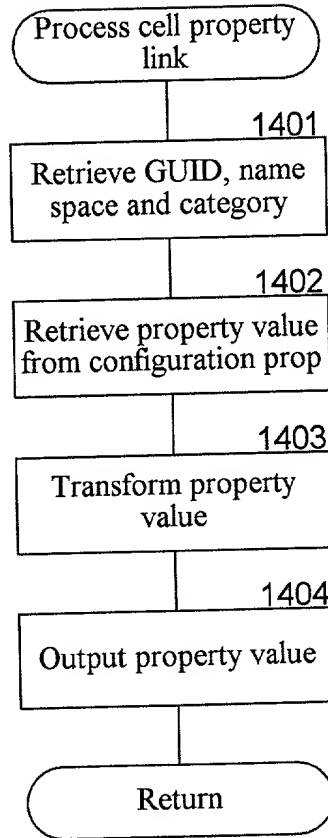 Process cell property
link
1401
Retrieve GUID, name
space and category
1402
Retrieve property value
from configuration prop
1403
Transform property
value
1404
Output property value
Return